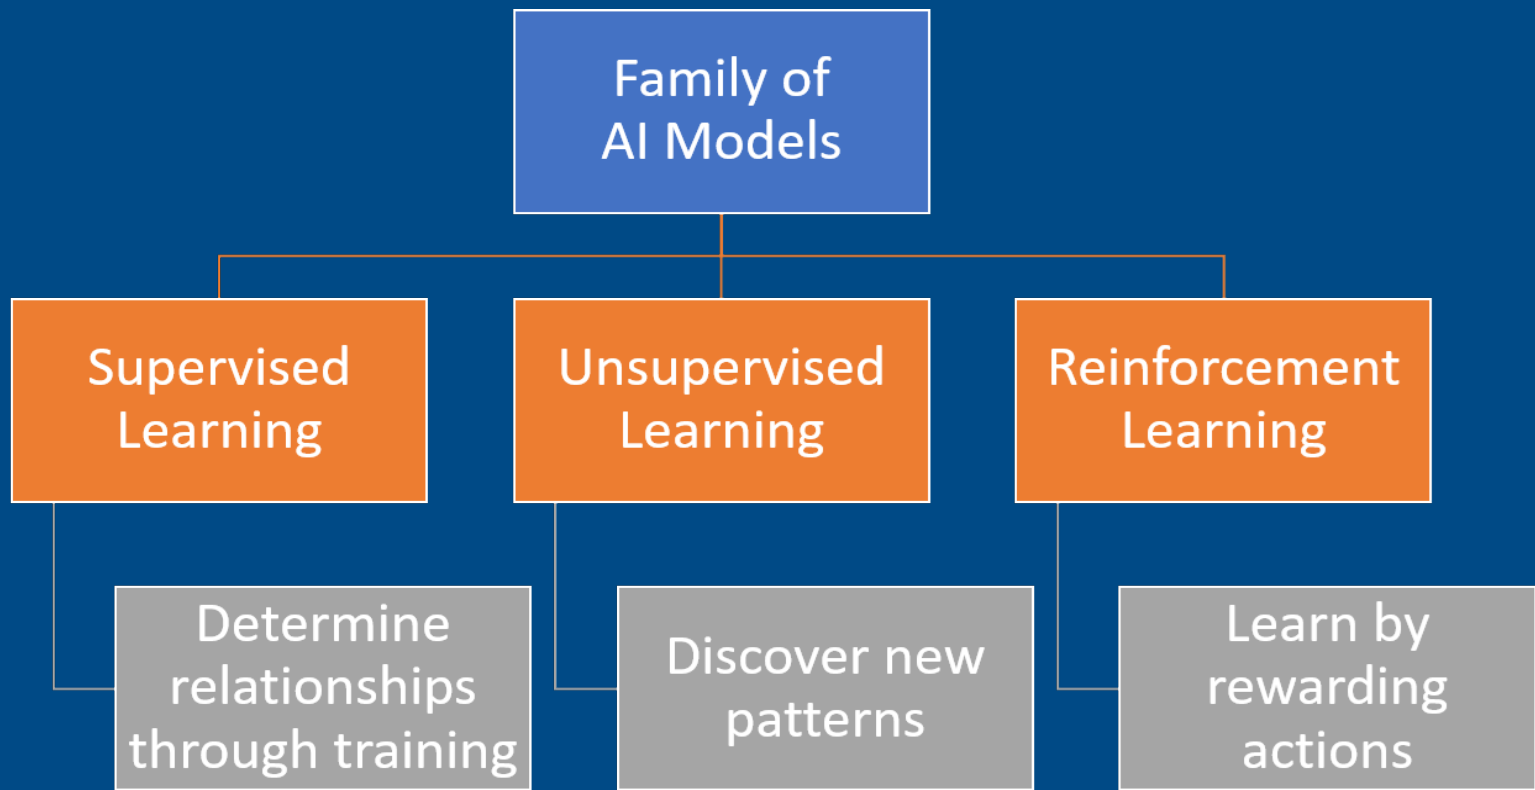 Family of
AI Models
Supervised
Learning
Unsupervised
Learning
Reinforcement
Learning
Determine
relationships
through training
Discover new
patterns
Learn by
rewarding
actions